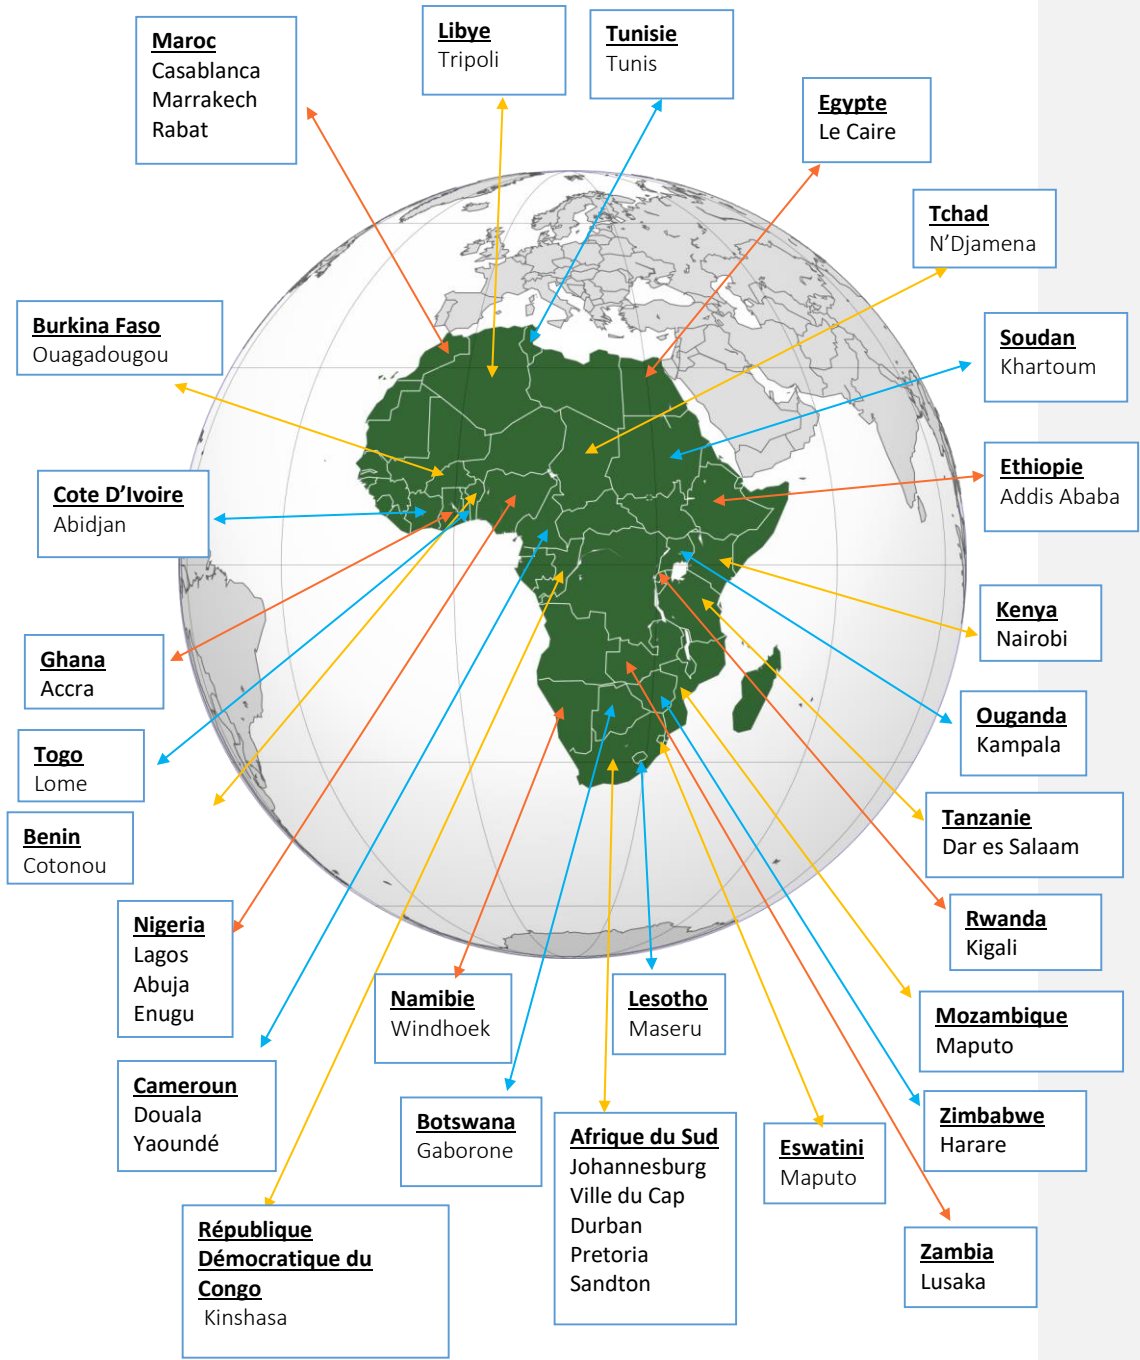 Maroc
Casablanca
Marrakech
Rabat
Libye
Tripoli
Tunisie
Tunis
Egypte
Le Caire
Tchad
N’Djamena
Burkina Faso
Ouagadougou
Soudan
Khartoum
Cote D’Ivoire
Abidjan
Ethiopie
Addis Ababa
Ghana
Accra
Kenya
Nairobi
Togo
Lome
Ouganda
Kampala
Benin
Cotonou
Tanzanie
Dar es Salaam
Nigeria
Lagos
Abuja
Enugu
Rwanda
Kigali
Namibie
Windhoek
Lesotho
Maseru
Mozambique
Maputo
Cameroun
Douala
Yaoundé
Botswana
Gaborone
Afrique du Sud
Johannesburg
Ville du Cap
Durban
Pretoria
Sandton
Eswatini
Maputo
Zimbabwe
Harare
République
Démocratique du
Congo
Kinshasa
Zambia
Lusaka